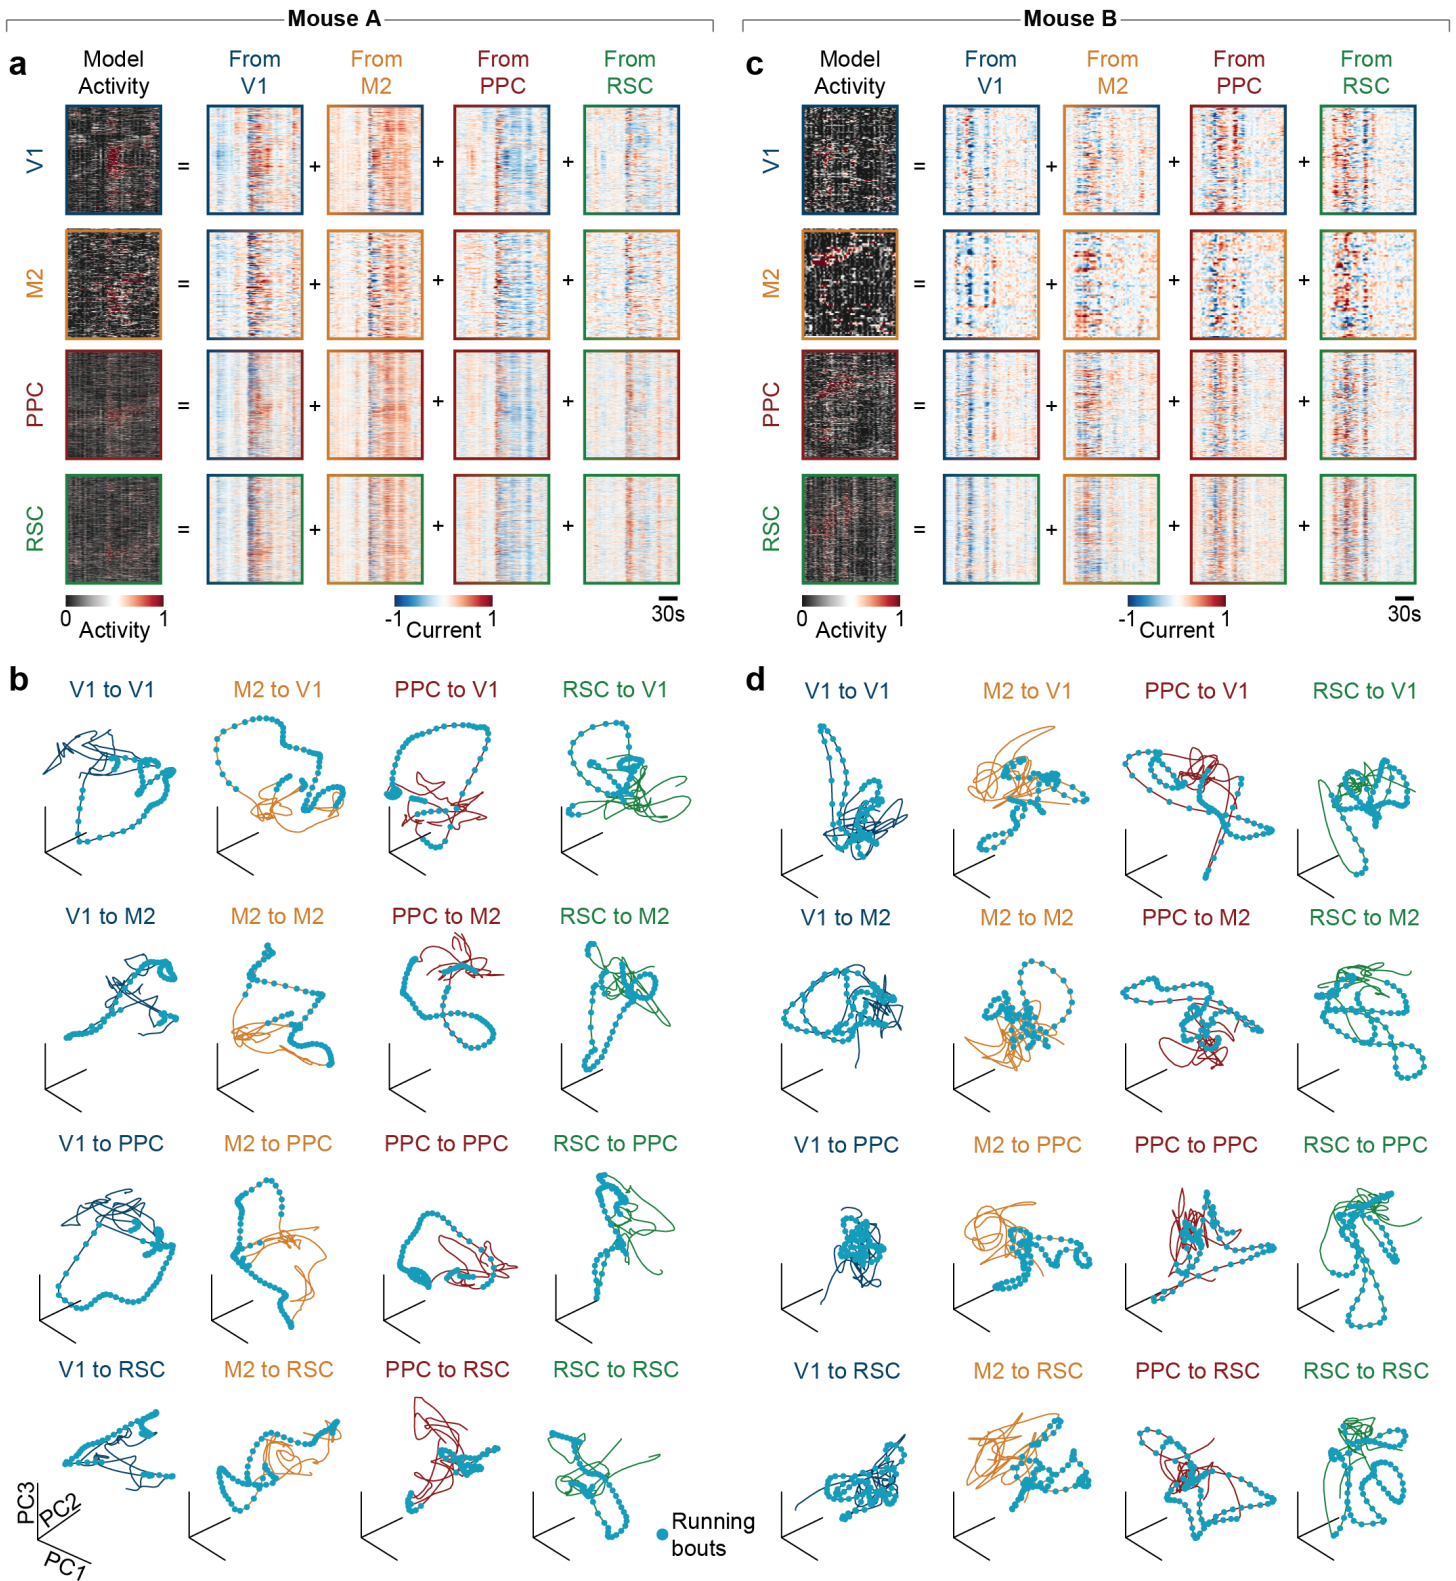 Mouse A
Mouse B
a
Model
Activity
From
V1
From
M2
From
PPC
From
RSC
V1
=
+
+
+
M2
=
+
+
+
PPC
=
+
+
+
RSC
=
+
+
+
0
1
Activity
-1
1
Current
30s
c
Model
Activity
From
V1
From
M2
From
PPC
From
RSC
V1
=
+
+
+
M2
=
+
+
+
PPC
=
+
+
+
RSC
=
+
+
+
0
1
Activity
-1
1
Current
30s
b
V1 to V1
M2 to V1
PPC to V1
RSC to V1
V1 to M2
M2 to M2
PPC to M2
RSC to M2
V1 to PPC
M2 to PPC
PPC to PPC
RSC to PPC
V1 to RSC
M2 to RSC
PPC to RSC
RSC to RSC
PC3
PC2
PC1
Running
bouts
d
V1 to V1
M2 to V1
PPC to V1
RSC to V1
V1 to M2
M2 to M2
PPC to M2
RSC to M2
V1 to PPC
M2 to PPC
PPC to PPC
RSC to PPC
V1 to RSC
M2 to RSC
PPC to RSC
RSC to RSC